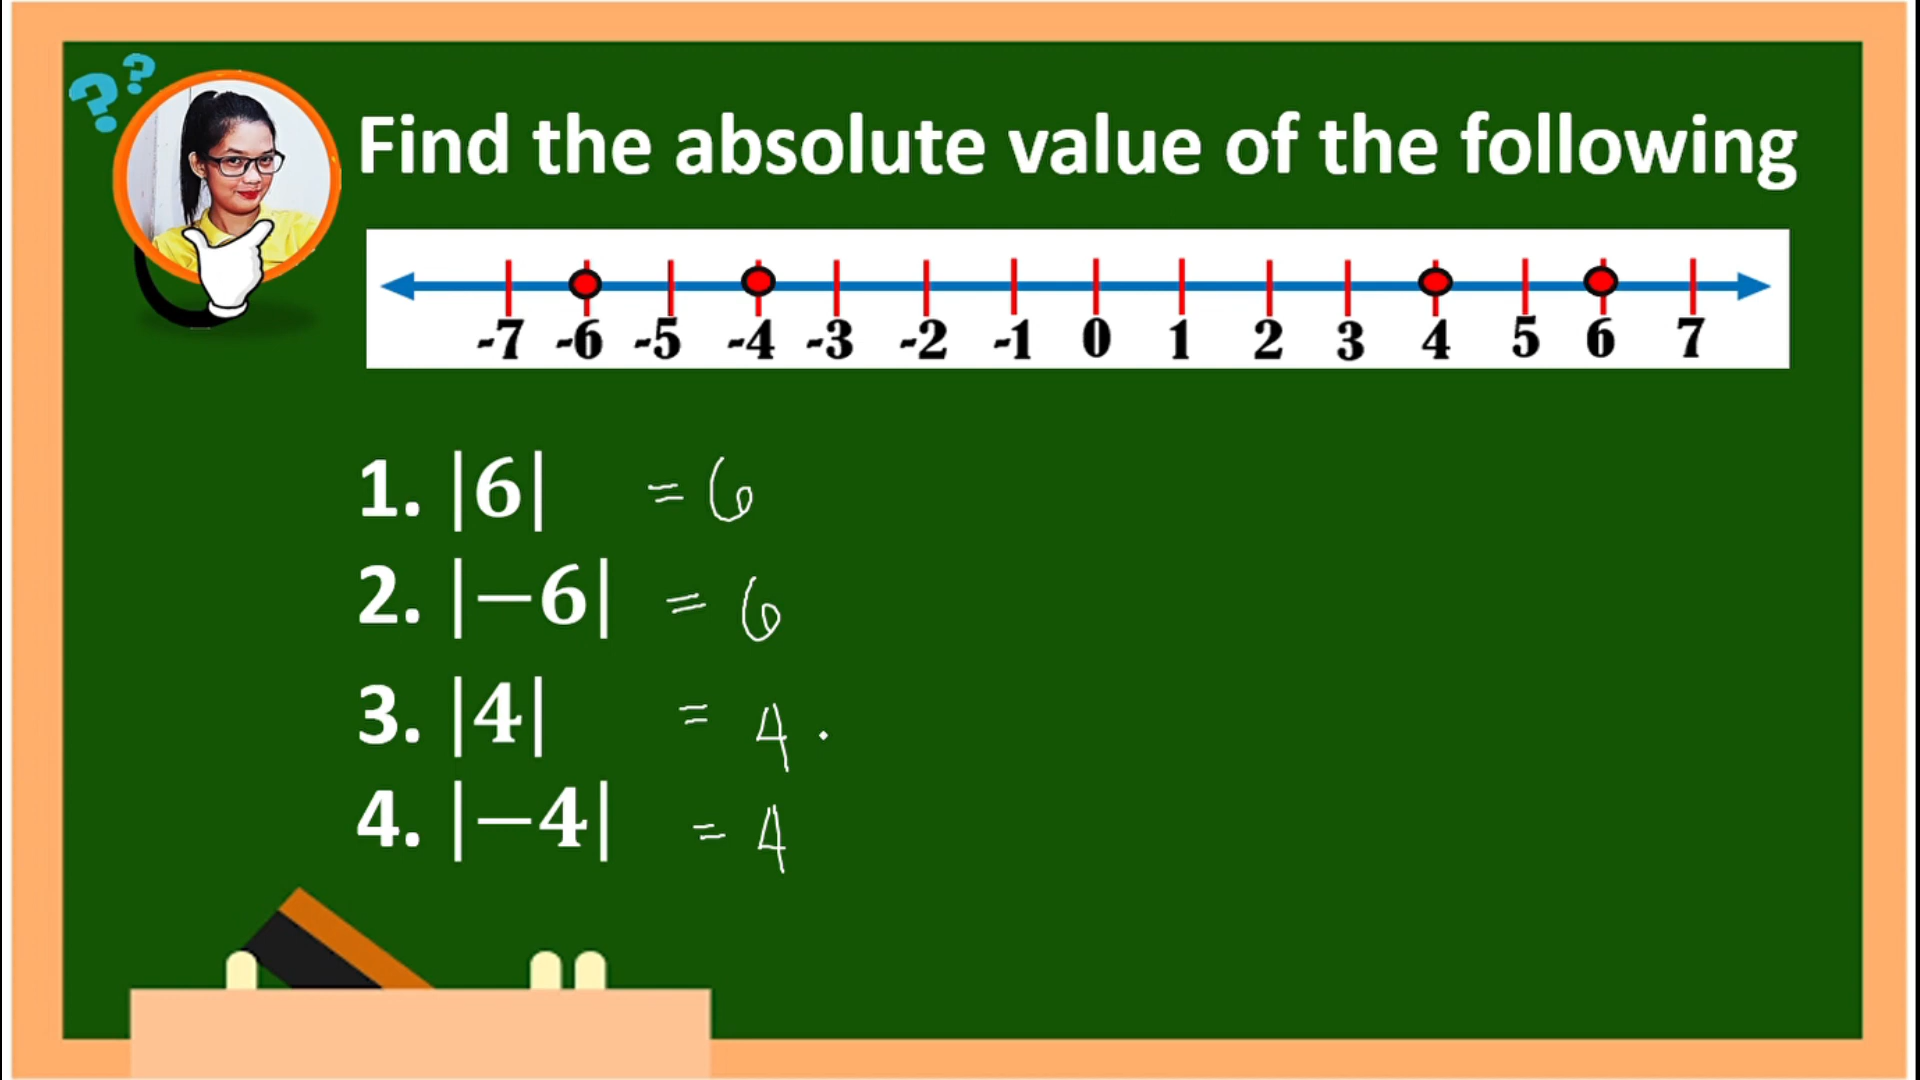 ? ?
Find the absolute value of the following
-7 -6 -5 -4 -3 -2 -1 0 1 2 3 4 5 6 7
1. |6| = 6
2. |−6| = 6
3. |4| = 4 .
4. |−4| = 4